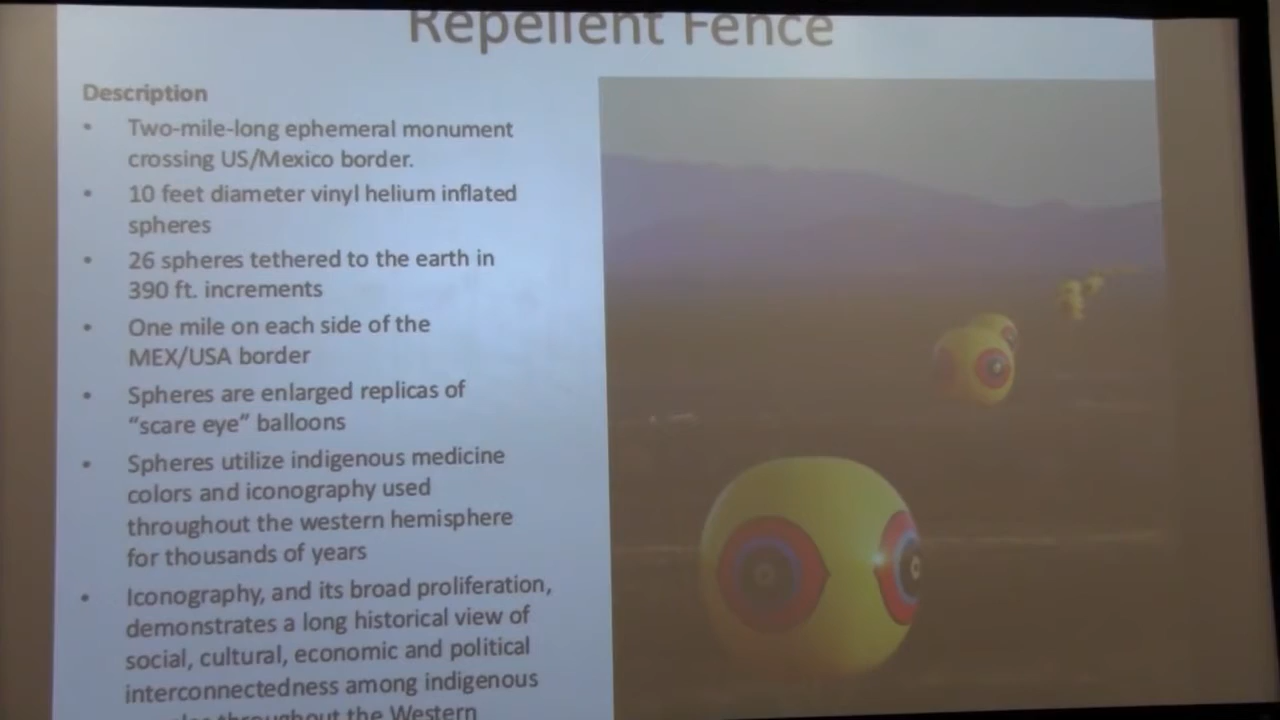 Repellent Fence
Description
• Two-mile-long ephemeral monument
crossing US/Mexico border.
• 10 feet diameter vinyl helium inflated
spheres
• 26 spheres tethered to the earth in
390 ft. increments
• One mile on each side of the
MEX/USA border
• Spheres are enlarged replicas of
“scare eye” balloons
• Spheres utilize indigenous medicine
colors and iconography used
throughout the western hemisphere
for thousands of years
• Iconography, and its broad proliferation,
demonstrates a long historical view of
social, cultural, economic and political
interconnectedness among indigenous
throughout the Western